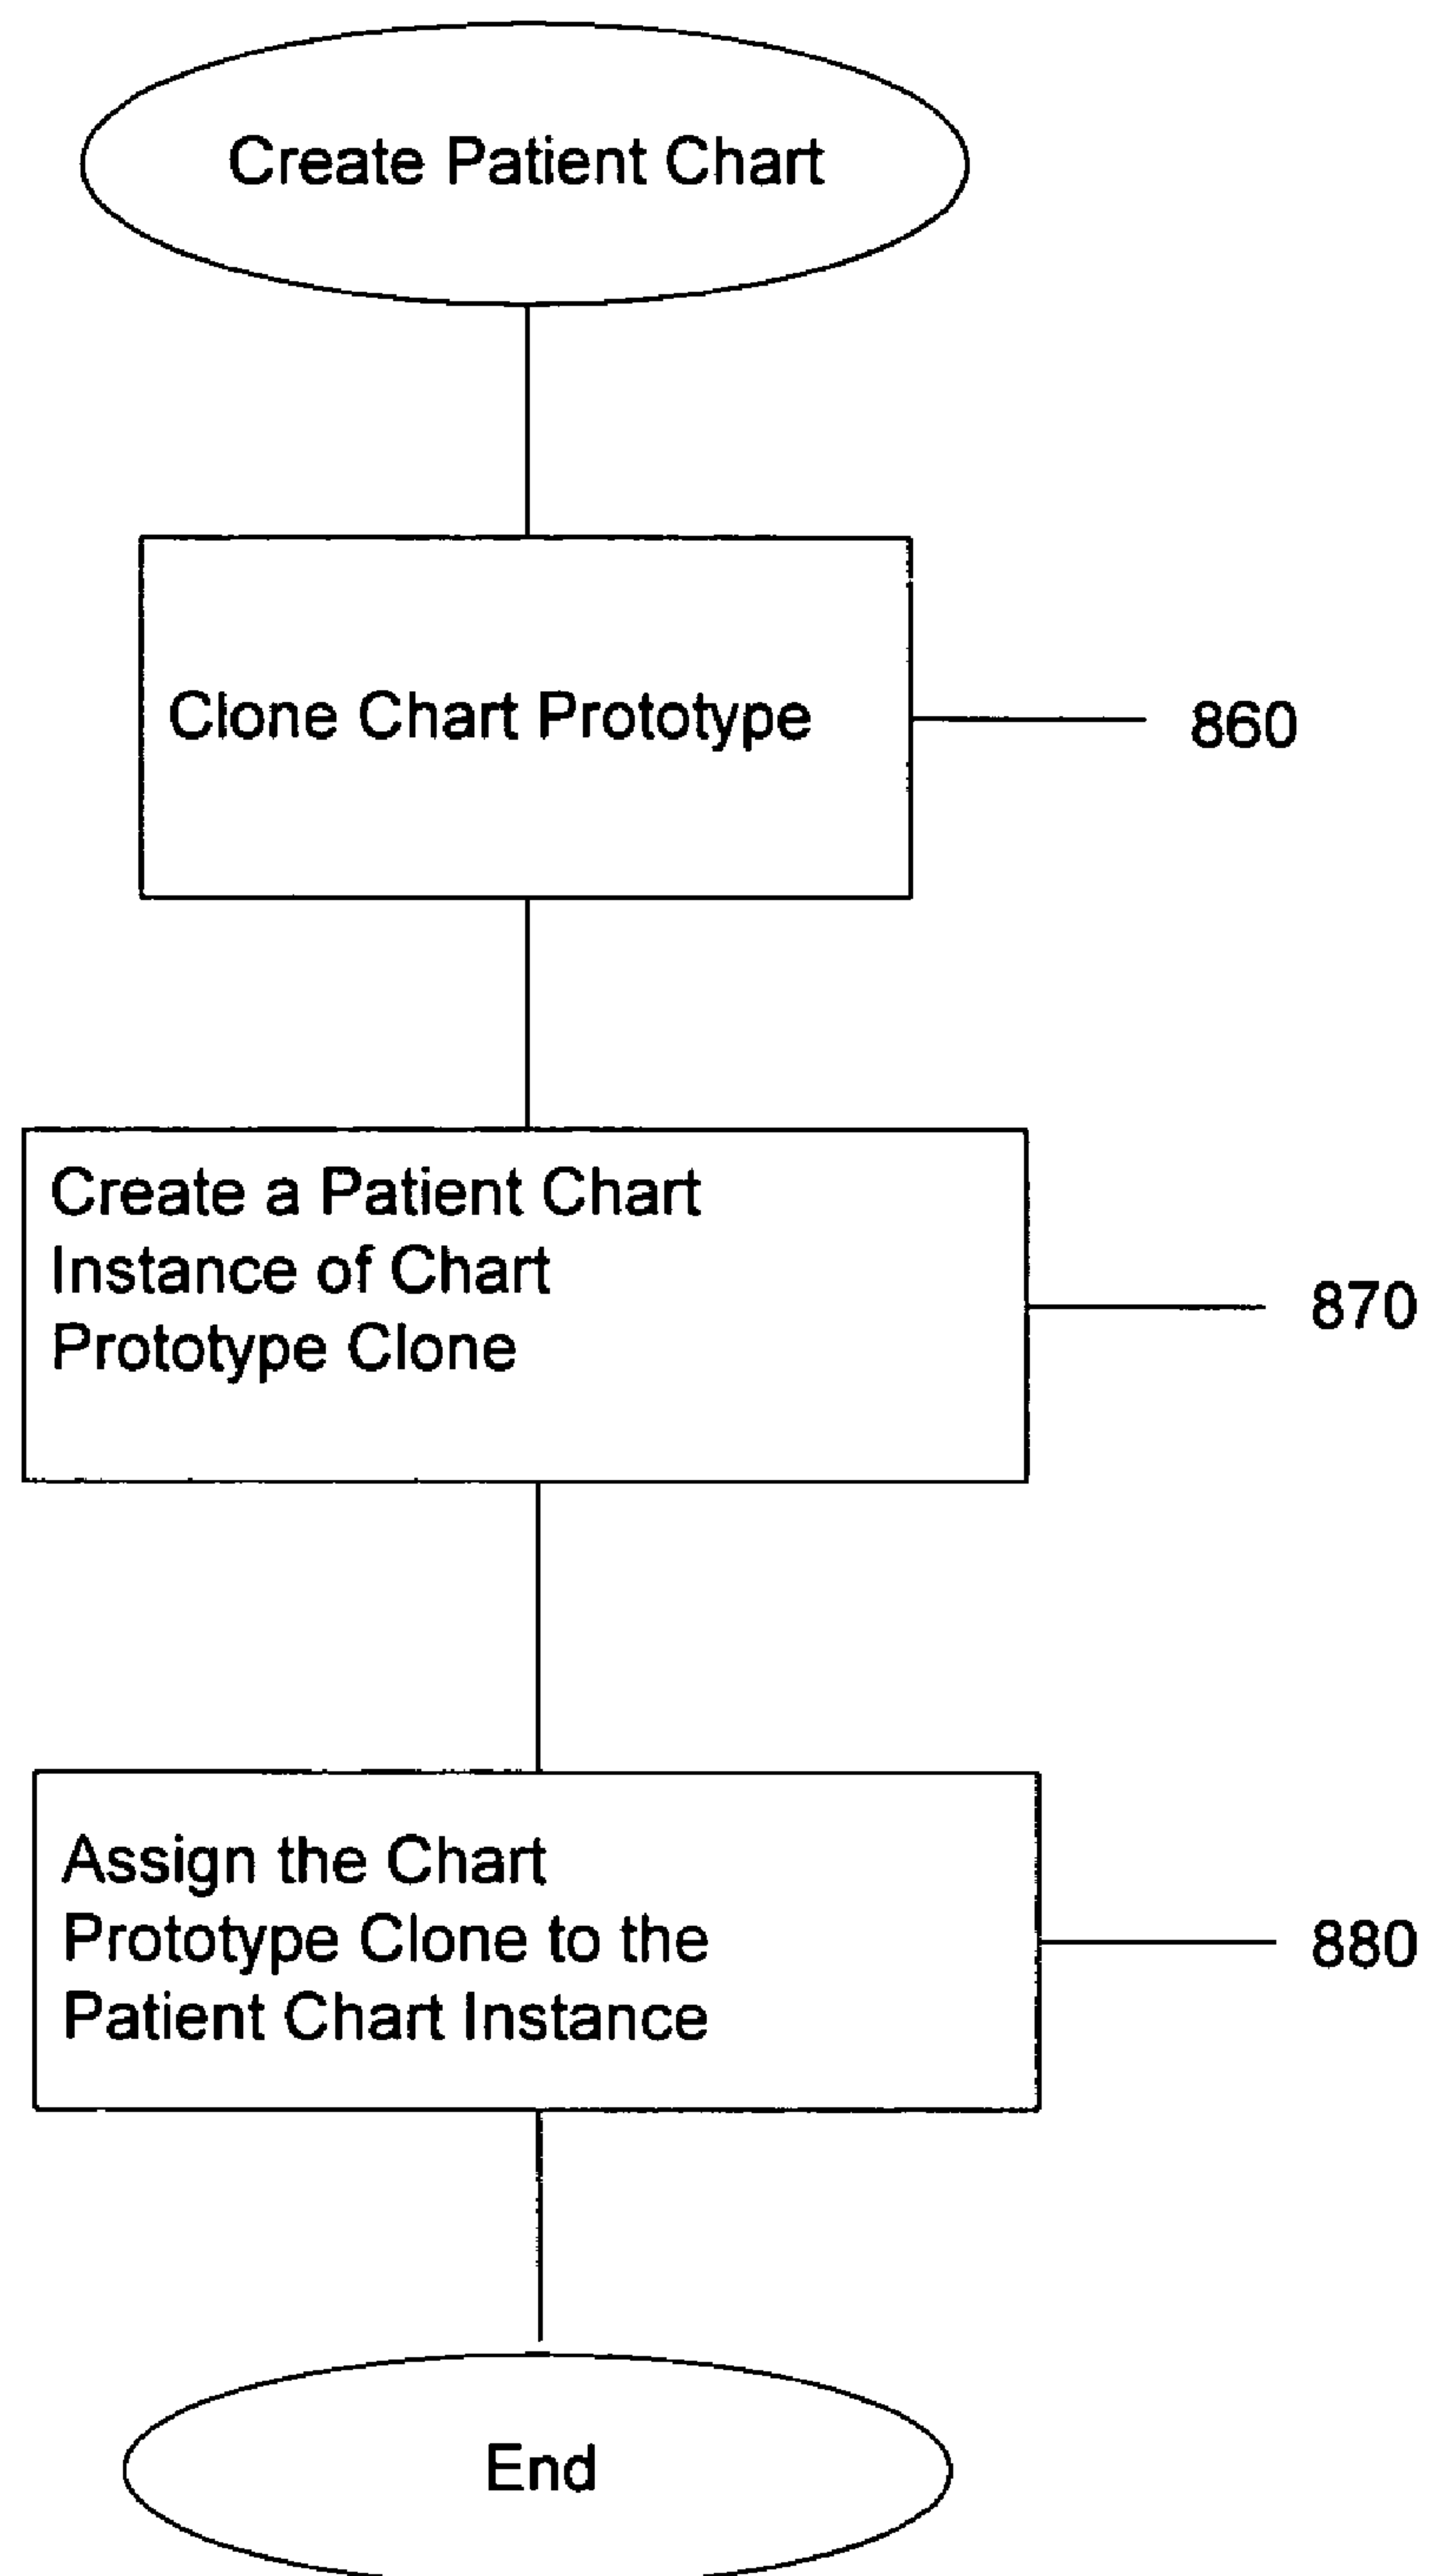 Create Patient Chart
Clone Chart Prototype
860
Create a Patient Chart
Instance of Chart
Prototype Clone
870
Assign the Chart
Prototype Clone to the
Patient Chart Instance
880
End